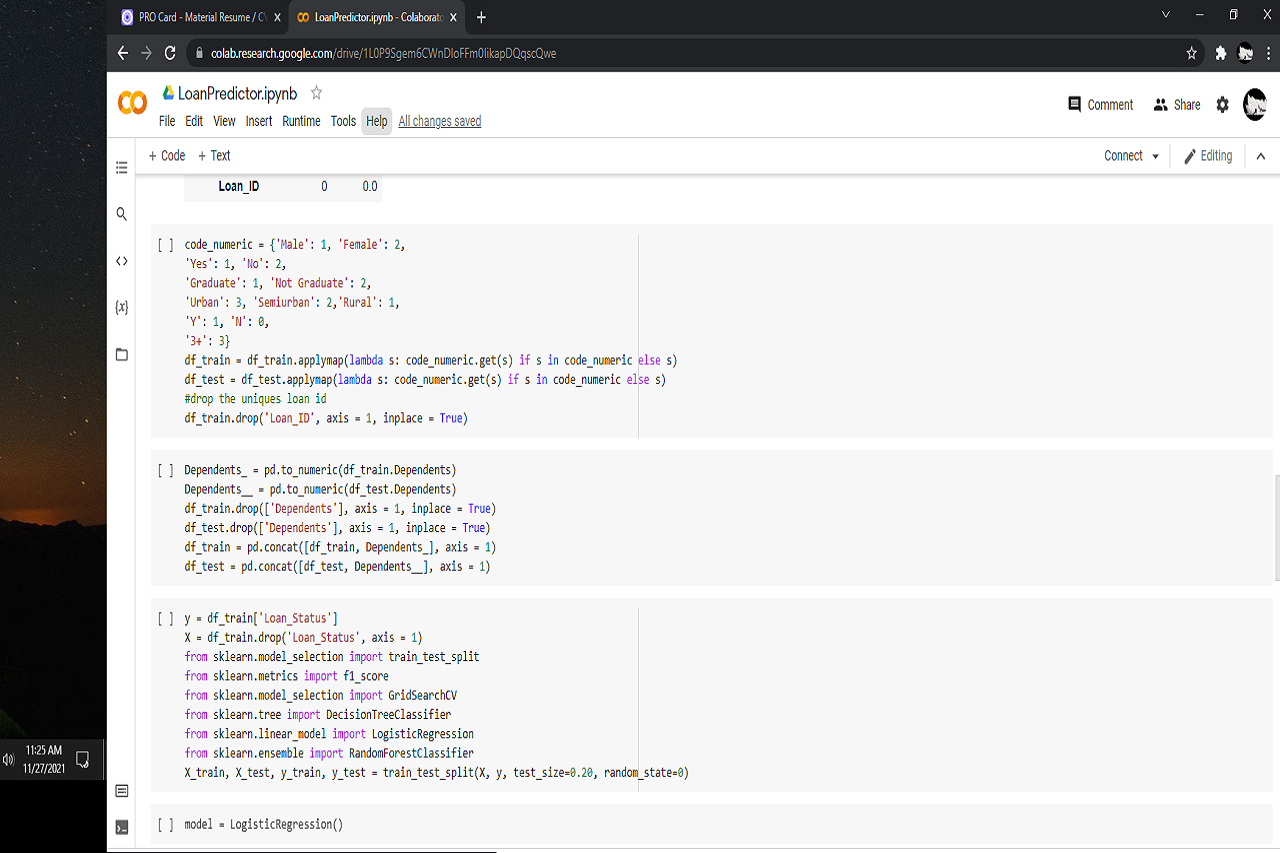 PRO Card - Material Resume / CV
LoanPredictor.ipynb - Colaborato
colab.research.google.com/drive/1L0P9Sgem6CWnDIoFFm0IikapDQqscQwe
LoanPredictor.ipynb
Comment
Share
File Edit View Insert Runtime Tools Help All changes saved
+ Code + Text
Connect
Editing
Loan_ID 0 0.0
[ ] code_numeric = {'Male': 1, 'Female': 2,
'Yes': 1, 'No': 2,
'Graduate': 1, 'Not Graduate': 2,
'Urban': 3, 'Semiurban': 2,'Rural': 1,
'Y': 1, 'N': 0,
'3+': 3}
df_train = df_train.applymap(lambda s: code_numeric.get(s) if s in code_numeric else s)
df_test = df_test.applymap(lambda s: code_numeric.get(s) if s in code_numeric else s)
#drop the uniques loan id
df_train.drop('Loan_ID', axis = 1, inplace = True)
[ ] Dependents_ = pd.to_numeric(df_train.Dependents)
Dependents__ = pd.to_numeric(df_test.Dependents)
df_train.drop(['Dependents'], axis = 1, inplace = True)
df_test.drop(['Dependents'], axis = 1, inplace = True)
df_train = pd.concat([df_train, Dependents_], axis = 1)
df_test = pd.concat([df_test, Dependents__], axis = 1)
[ ] y = df_train['Loan_Status']
X = df_train.drop('Loan_Status', axis = 1)
from sklearn.model_selection import train_test_split
from sklearn.metrics import f1_score
from sklearn.model_selection import GridSearchCV
from sklearn.tree import DecisionTreeClassifier
from sklearn.linear_model import LogisticRegression
from sklearn.ensemble import RandomForestClassifier
X_train, X_test, y_train, y_test = train_test_split(X, y, test_size=0.20, random_state=0)
[ ] model = LogisticRegression()
11:25 AM
11/27/2021